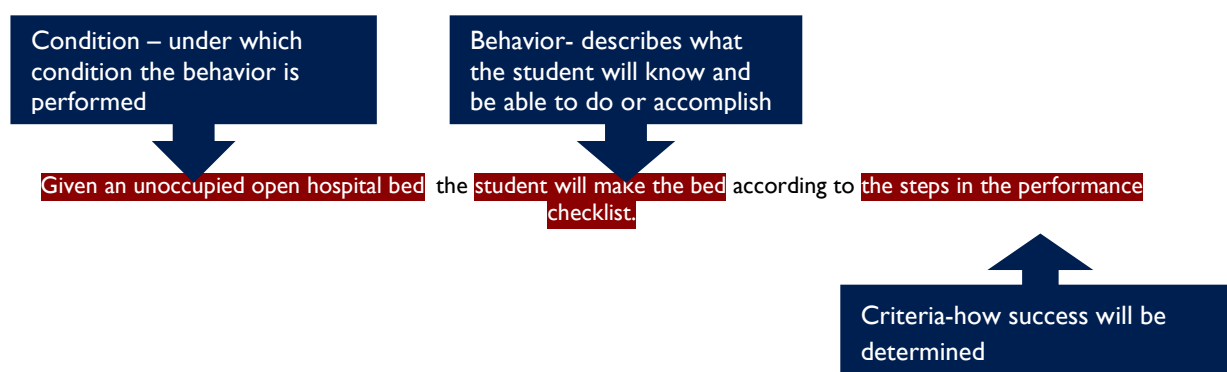 Condition – under which
condition the behavior is
performed
Behavior- describes what
the student will know and
be able to do or accomplish
Given an unoccupied open hospital bed the student will make the bed according to the steps in the performance
checklist.
Criteria-how success will be
determined